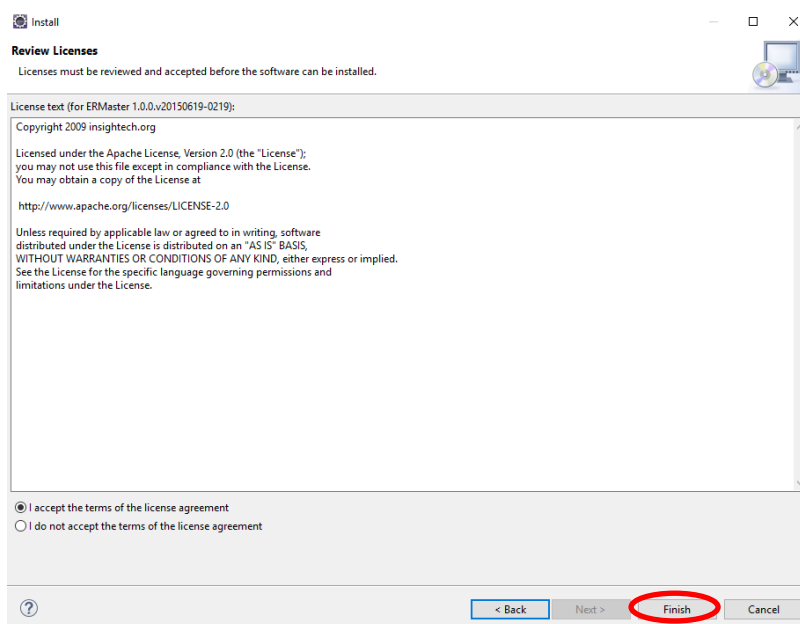 Install
Review Licenses
Licenses must be reviewed and accepted before the software can be installed.
License text (for ERMaster 1.0.0.v20150619-0219):
Copyright 2009 insightech.org
Licensed under the Apache License, Version 2.0 (the "License");
you may not use this file except in compliance with the License.
You may obtain a copy of the License at
http://www.apache.org/licenses/LICENSE-2.0
Unless required by applicable law or agreed to in writing, software
distributed under the License is distributed on an "AS IS" BASIS,
WITHOUT WARRANTIES OR CONDITIONS OF ANY KIND, either express or implied.
See the License for the specific language governing permissions and
limitations under the License.
I accept the terms of the license agreement
I do not accept the terms of the license agreement
? < Back Next > Finish Cancel